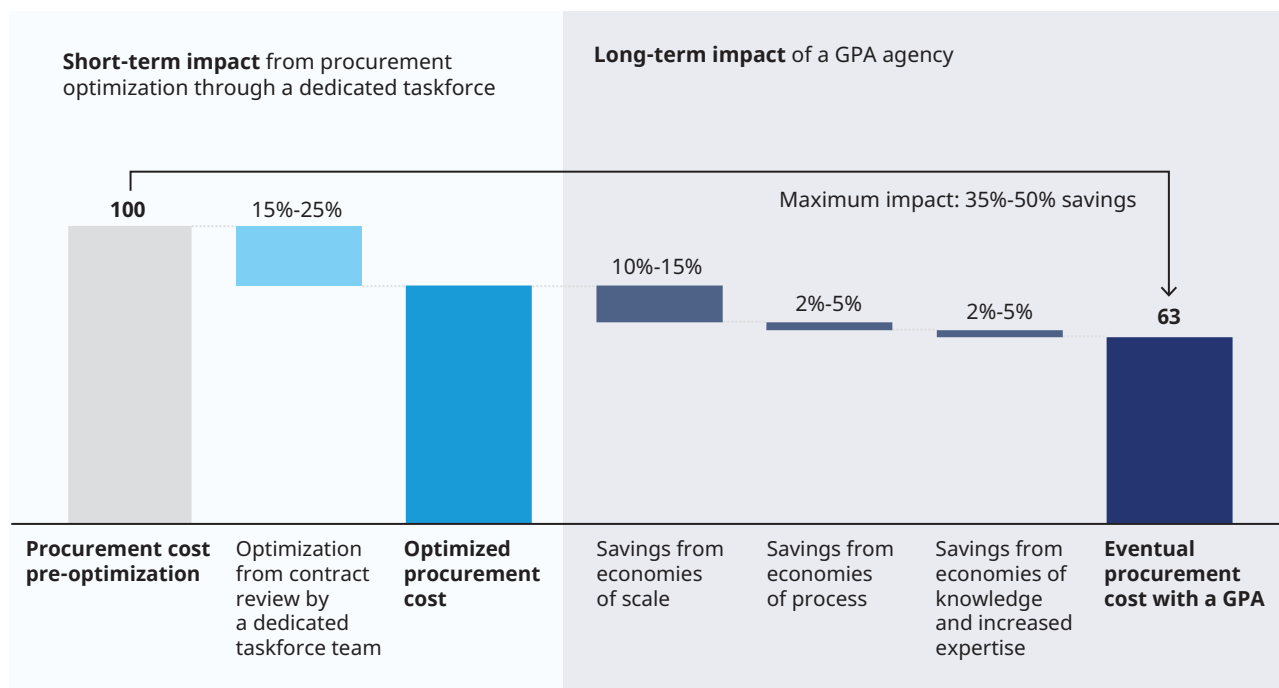 Short-term impact from procurement
optimization through a dedicated taskforce
Long-term impact of a GPA agency
Maximum impact: 35%-50% savings
100
15%-25%
10%-15%
2%-5%
2%-5%
63
Procurement cost
pre-optimization
Optimization
from contract
review by
a dedicated
taskforce team
Optimized
procurement
cost
Savings from
economies
of scale
Savings from
economies
of process
Savings from
economies of
knowledge
and increased
expertise
Eventual
procurement
cost with a GPA